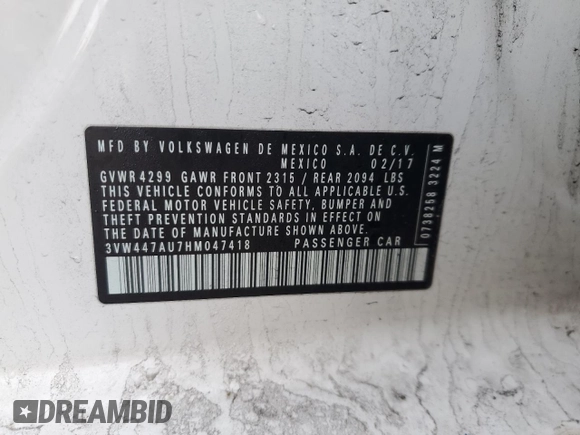 MFD BY VOLKSWAGEN DE MEXICO S.A. DE C.V.
MEXICO 02/17
GVWR 4299 GAWR FRONT 2315 / REAR 2094 LBS
THIS VEHICLE CONFORMS TO ALL APPLICABLE U.S.
FEDERAL MOTOR VEHICLE SAFETY, BUMPER AND
THEFT PREVENTION STANDARDS IN EFFECT ON
THE DATE OF MANUFACTURE SHOWN ABOVE.
3VW447AU7HM047418 PASSENGER CAR
0738258 3224 M
DREAMBID